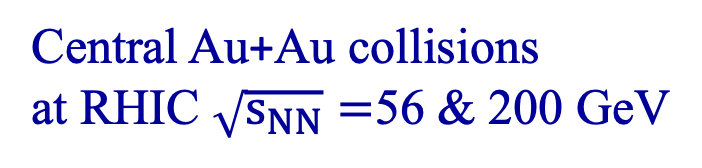 Central Au+Au collisions
at RHIC √sNN =56 & 200 GeV